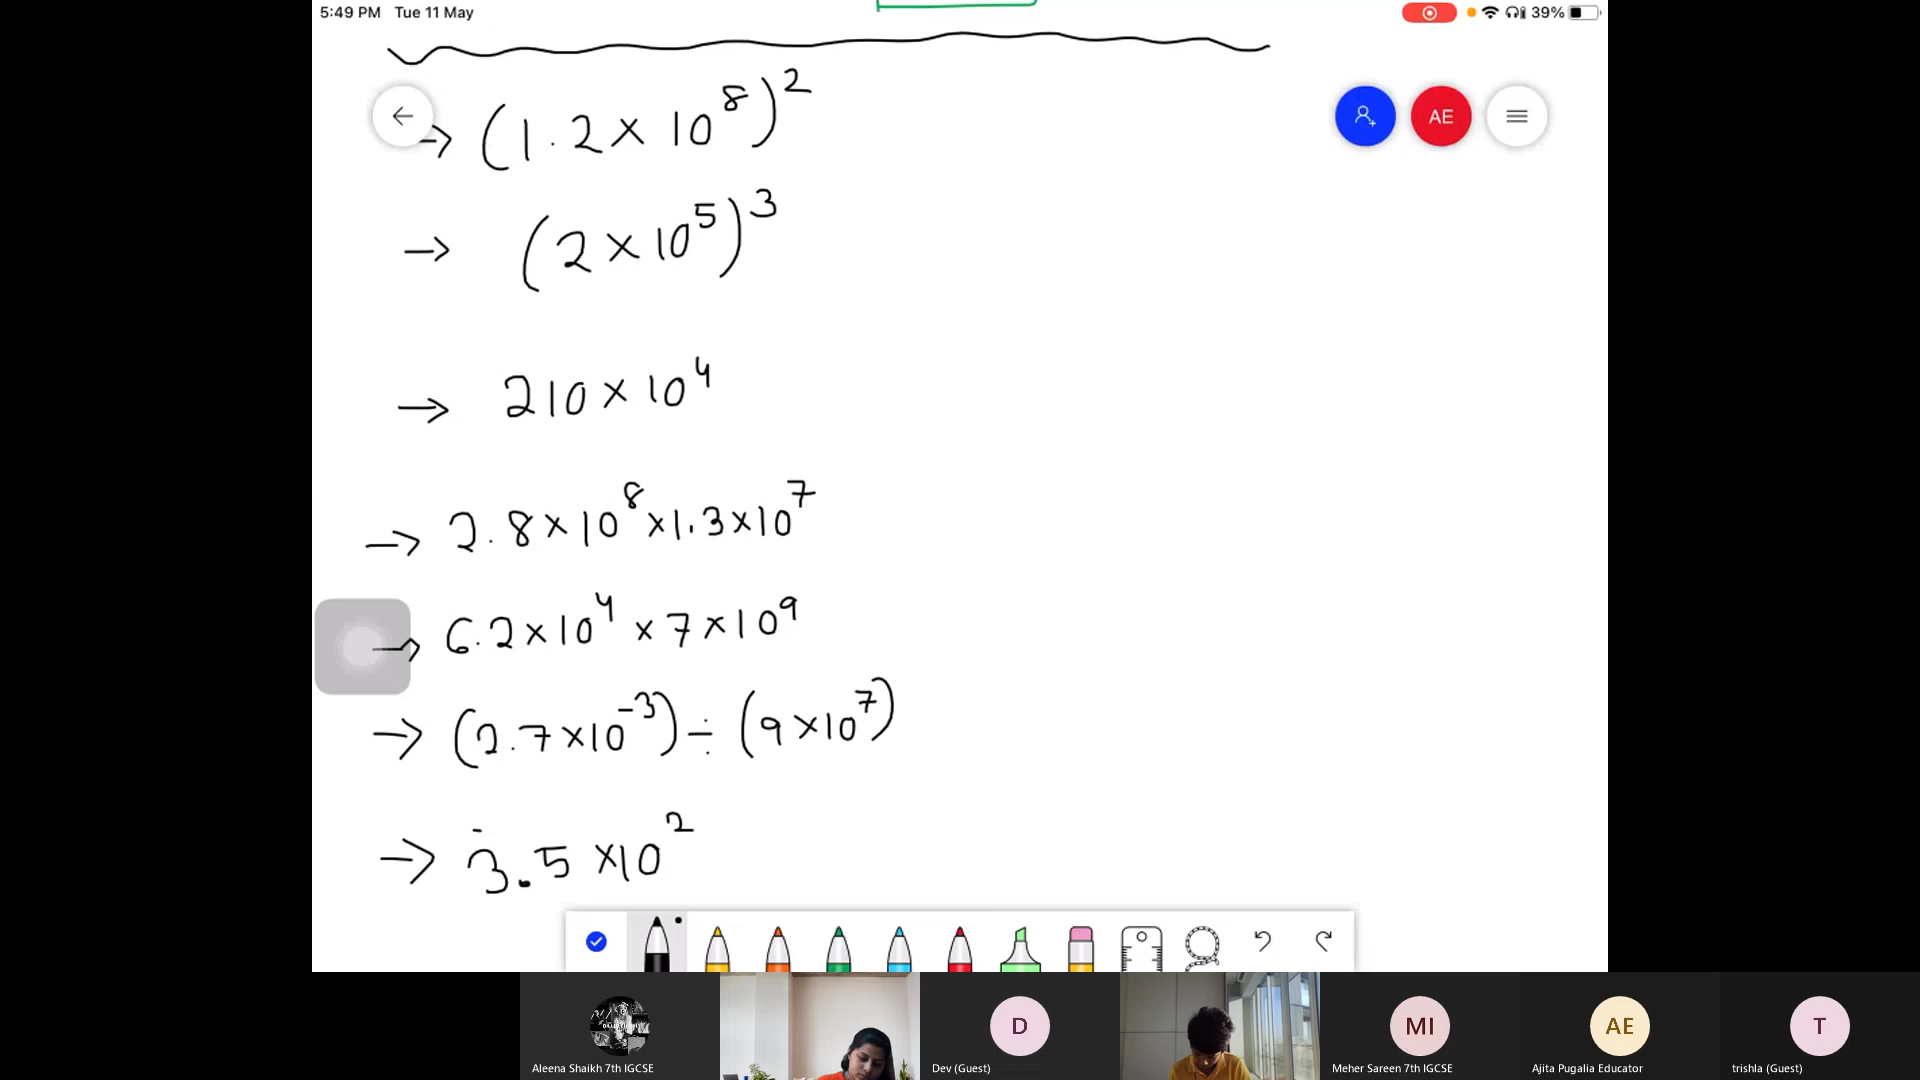 5:49 PM Tue 11 May
39%
→ (1.2 × 10⁸)²
AE
→ (2 × 10⁵)³
→ 210 × 10⁴
→ 2.8 × 10⁸ × 1.3 × 10⁷
→ 6.2 × 10⁴ × 7 × 10⁹
→ (2.7 × 10⁻³) ÷ (9 × 10⁷)
→ 3.5 × 10²
D
MI
AE
T
Aleena Shaikh 7th IGCSE
Dev (Guest)
Meher Sareen 7th IGCSE
Ajita Pugalia Educator
trishla (Guest)